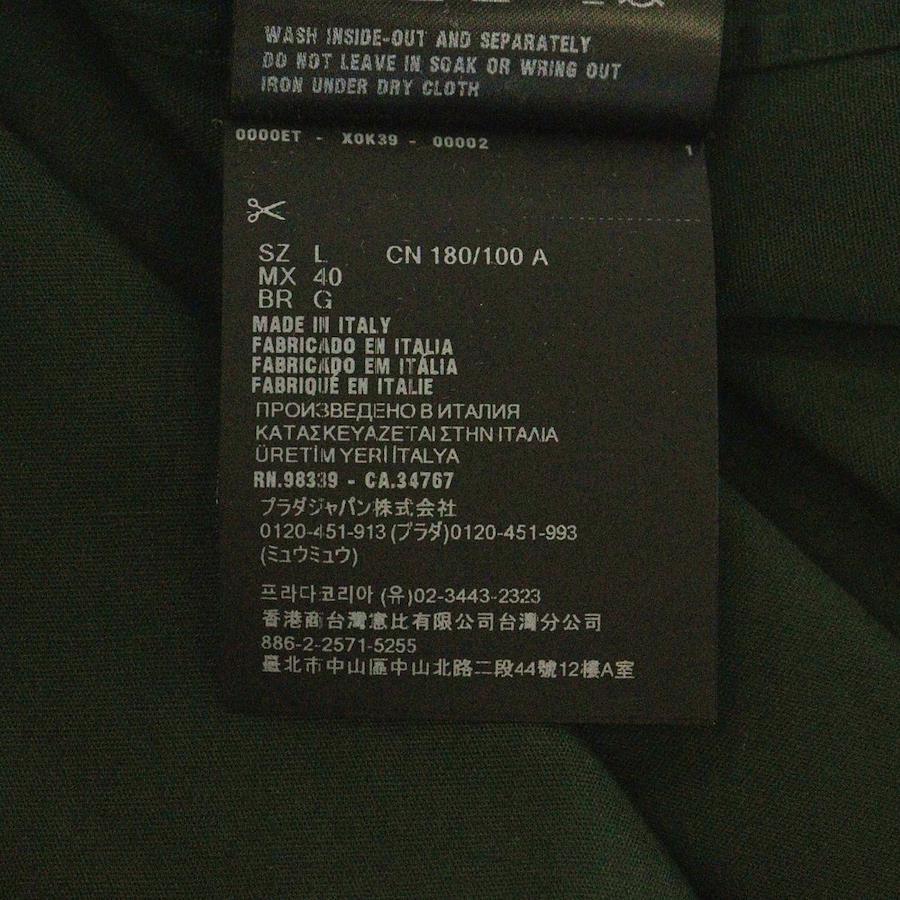 WASH INSIDE-OUT AND SEPARATELY
DO NOT LEAVE IN SOAK OR WRING OUT
IRON UNDER DRY CLOTH
0000ET - X0K39 - 00002 1
SZ L CN 180/100 A
MX 40
BR G
MADE IN ITALY
FABRICADO EN ITALIA
FABRICADO EM ITÁLIA
FABRIQUÉ EN ITALIE
ПРОИЗВЕДЕНО В ИТАЛИЯ
ΚΑΤΑΣΚΕΥΑΖΕΤΑΙ ΣΤΗΝ ΙΤΑΛΙΑ
ÜRETİM YERİ İTALYA
RN.98339 - CA.34767
プラダジャパン株式会社
0120-451-913 (プラダ)0120-451-993
(ミュウミュウ)
프라다코리아 (유)02-3443-2323
香港商台灣憲比有限公司台灣分公司
886-2-2571-5255
臺北市中山區中山北路二段44號12樓A室